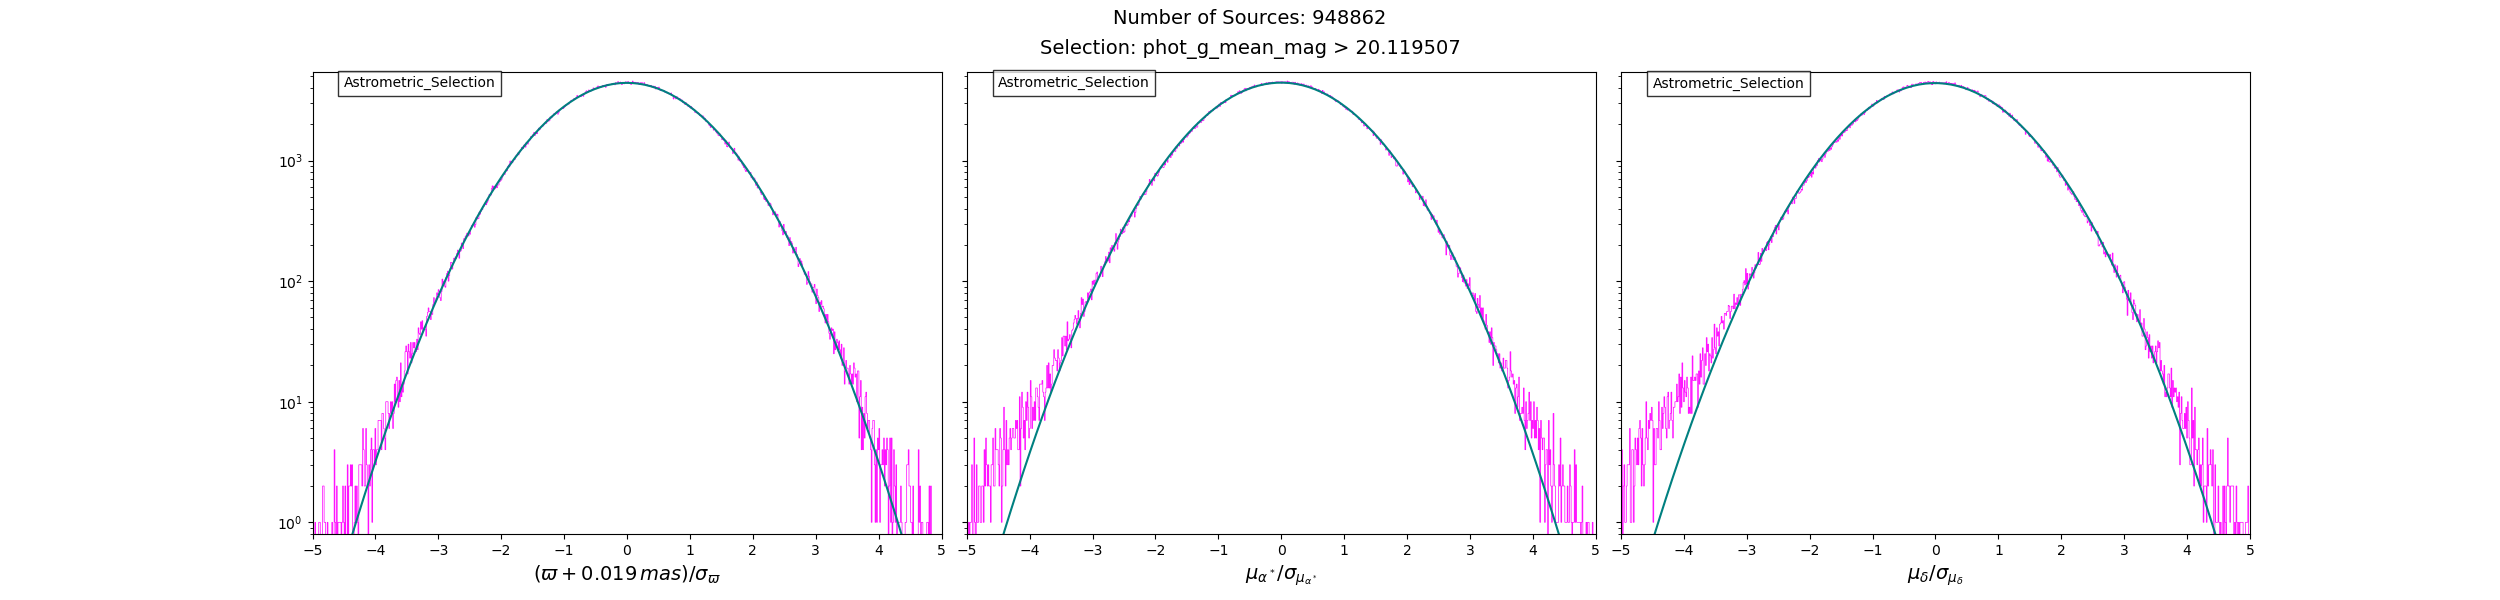 Number of Sources: 948862
Selection: phot_g_mean_mag > 20.119507
Astrometric_Selection Astrometric_Selection Astrometric_Selection
10³
10²
10¹
10⁰
−5 −4 −3 −2 −1 0 1 2 3 4 5 −5 −4 −3 −2 −1 0 1 2 3 4 5 −5 −4 −3 −2 −1 0 1 2 3 4 5
(ϖ + 0.019 mas)/σ_ϖ μ_α*/σ_μ_α* μ_δ/σ_μ_δ